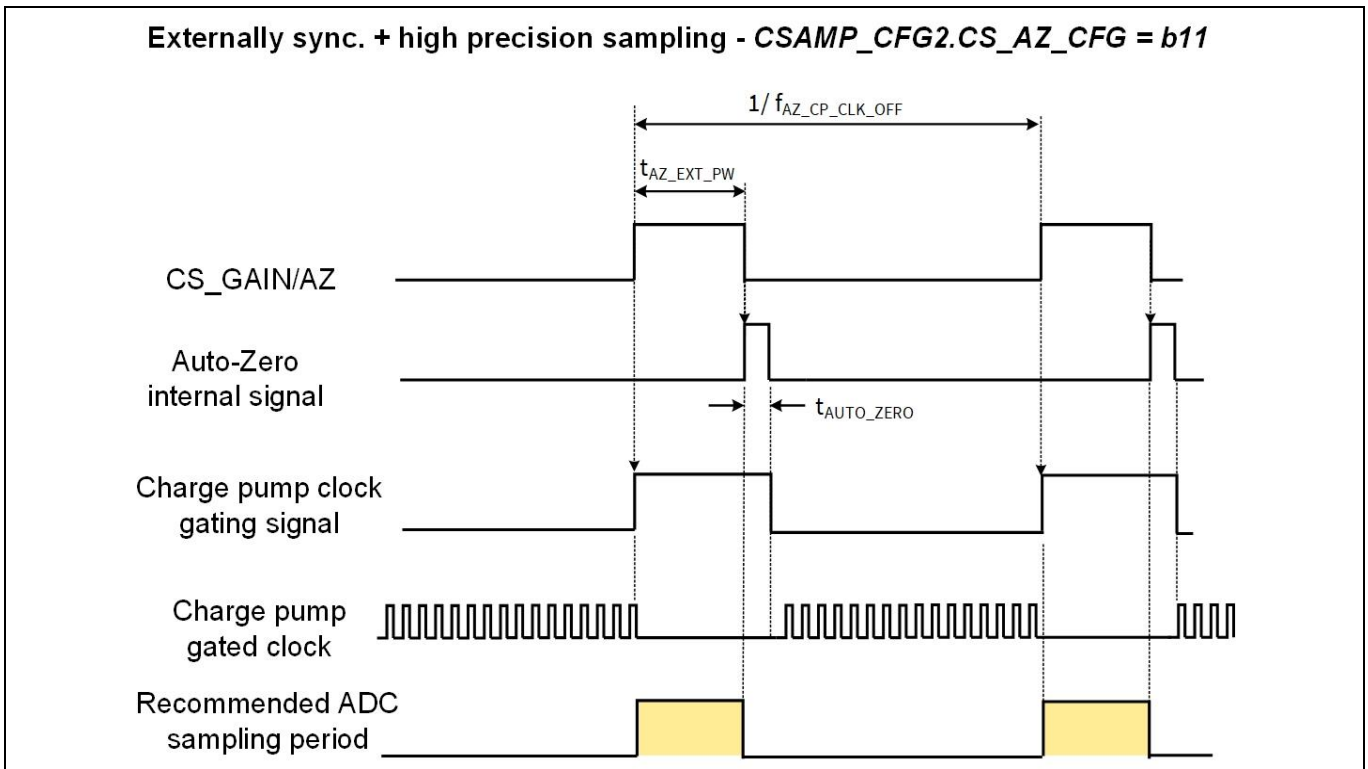 Externally sync. + high precision sampling - CSAMP_CFG2.CS_AZ_CFG = b11
1/ fAZ_CP_CLK_OFF
tAZ_EXT_PW
CS_GAIN/AZ
Auto-Zero
internal signal
tAUTO_ZERO
Charge pump clock
gating signal
Charge pump
gated clock
Recommended ADC
sampling period